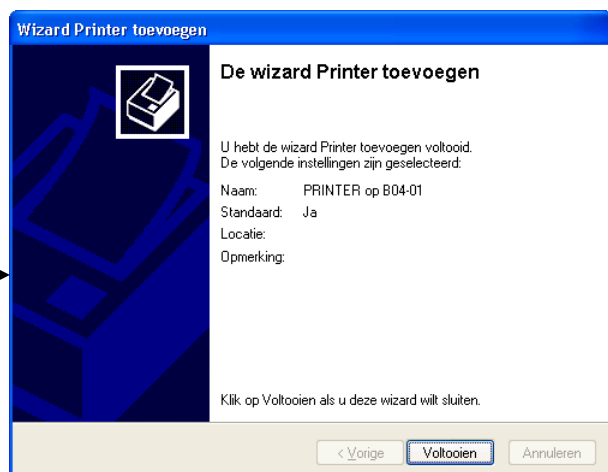 Wizard Printer toevoegen
De wizard Printer toevoegen
U hebt de wizard Printer toevoegen voltooid.
De volgende instellingen zijn geselecteerd:
Naam: PRINTER op B04-01
Standaard: Ja
Locatie:
Opmerking:
Klik op Voltooien als u deze wizard wilt sluiten.
< Vorige Voltooien Annuleren